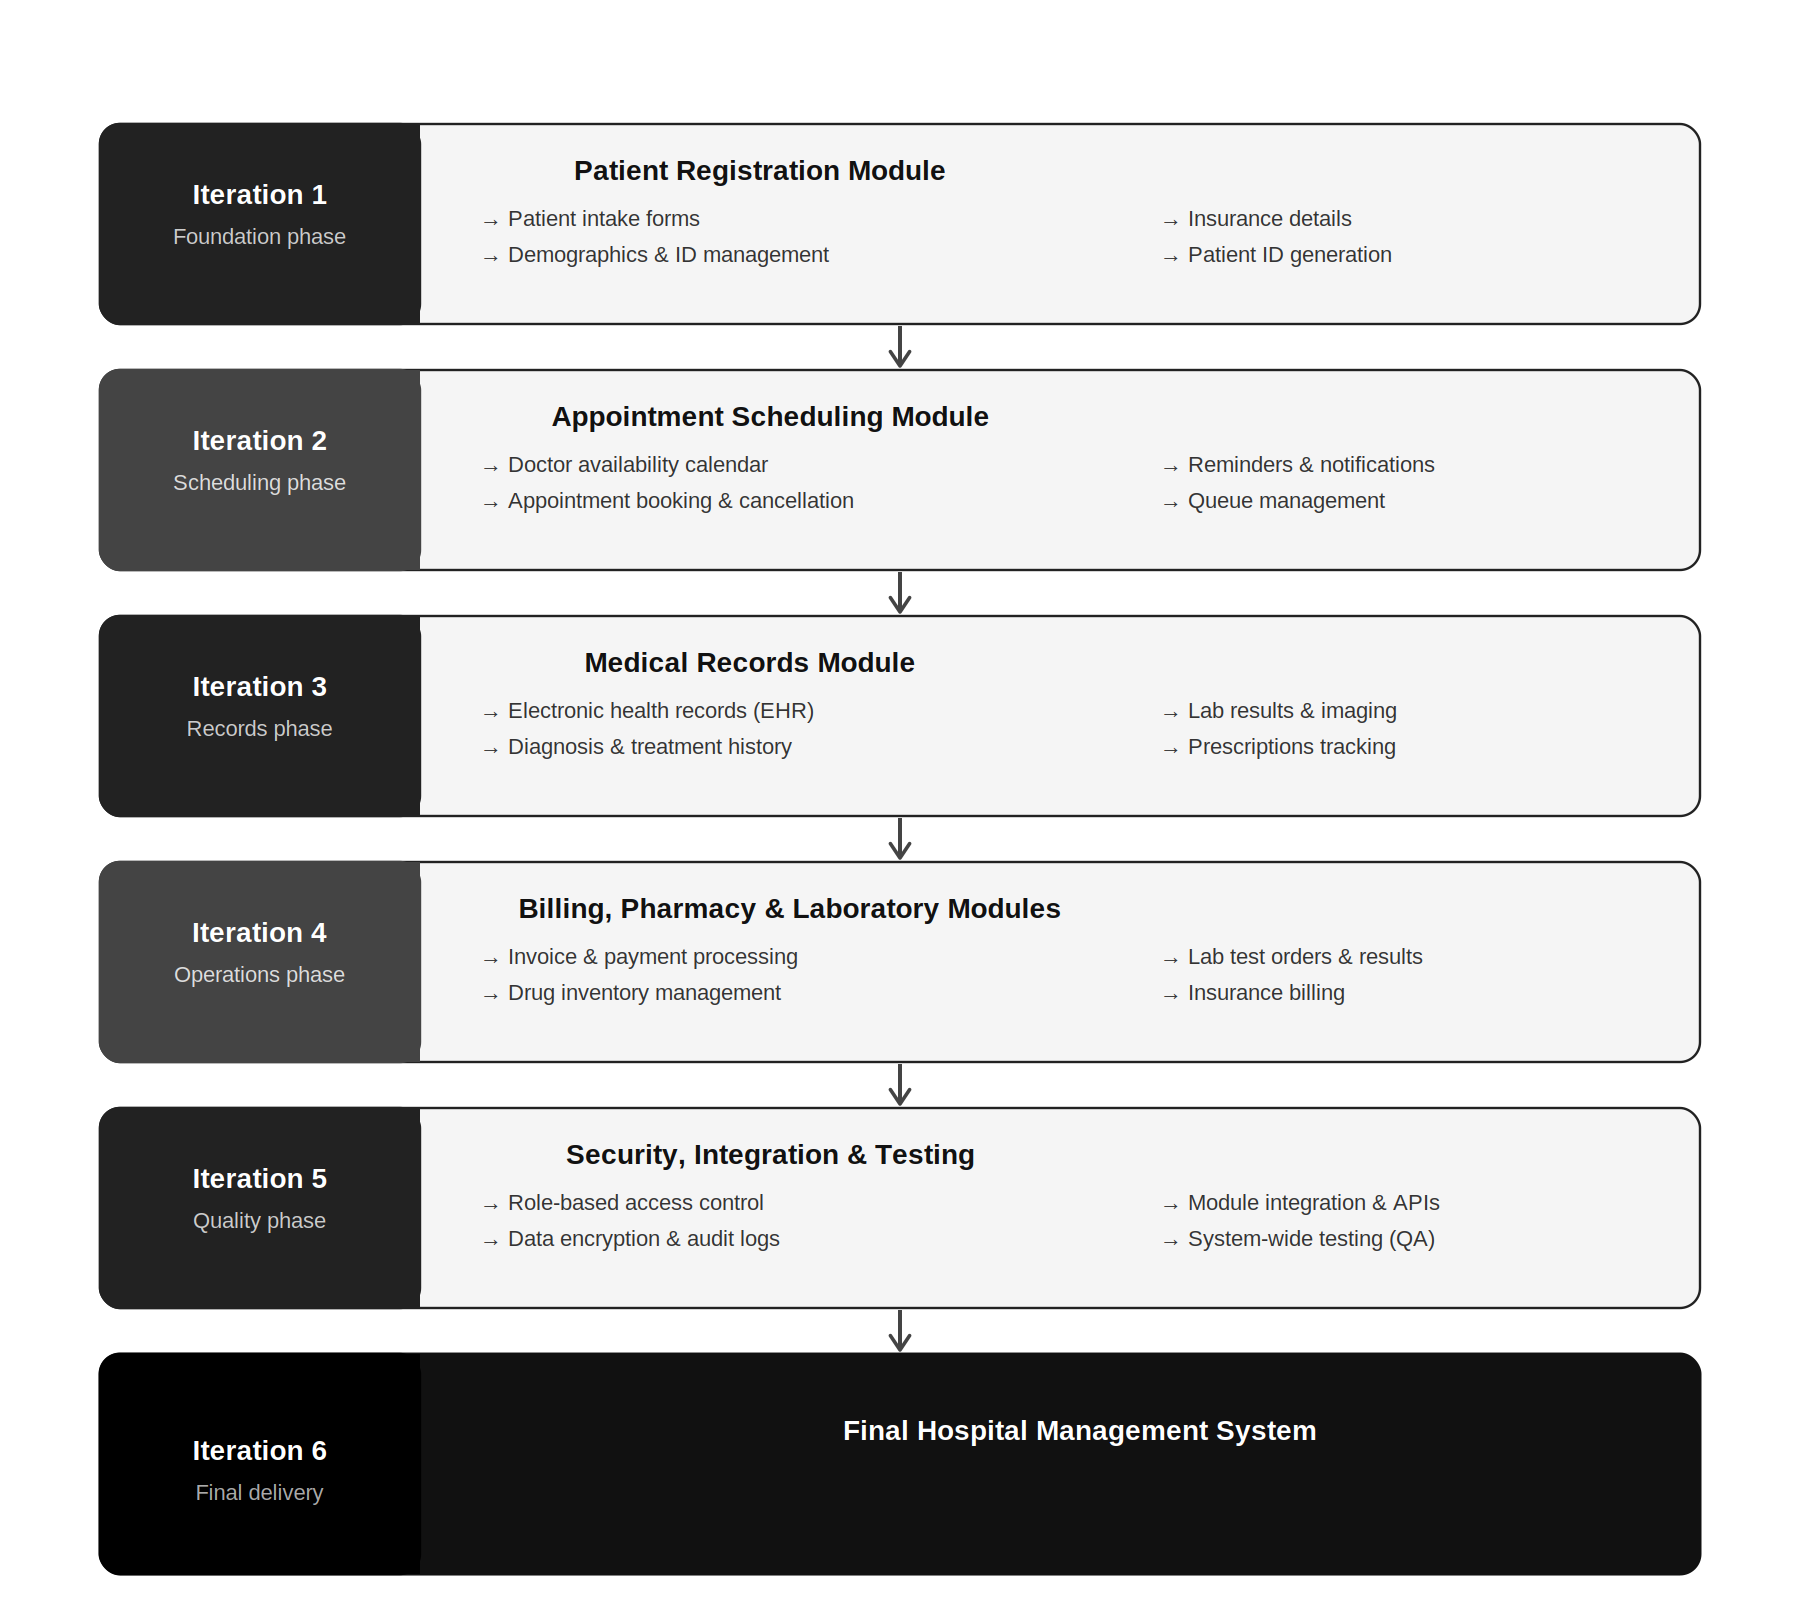 Iteration 1
Foundation phase
Patient Registration Module
→ Patient intake forms
→ Demographics & ID management
→ Insurance details
→ Patient ID generation
Iteration 2
Scheduling phase
Appointment Scheduling Module
→ Doctor availability calendar
→ Appointment booking & cancellation
→ Reminders & notifications
→ Queue management
Iteration 3
Records phase
Medical Records Module
→ Electronic health records (EHR)
→ Diagnosis & treatment history
→ Lab results & imaging
→ Prescriptions tracking
Iteration 4
Operations phase
Billing, Pharmacy & Laboratory Modules
→ Invoice & payment processing
→ Drug inventory management
→ Lab test orders & results
→ Insurance billing
Iteration 5
Quality phase
Security, Integration & Testing
→ Role-based access control
→ Data encryption & audit logs
→ Module integration & APIs
→ System-wide testing (QA)
Iteration 6
Final delivery
Final Hospital Management System